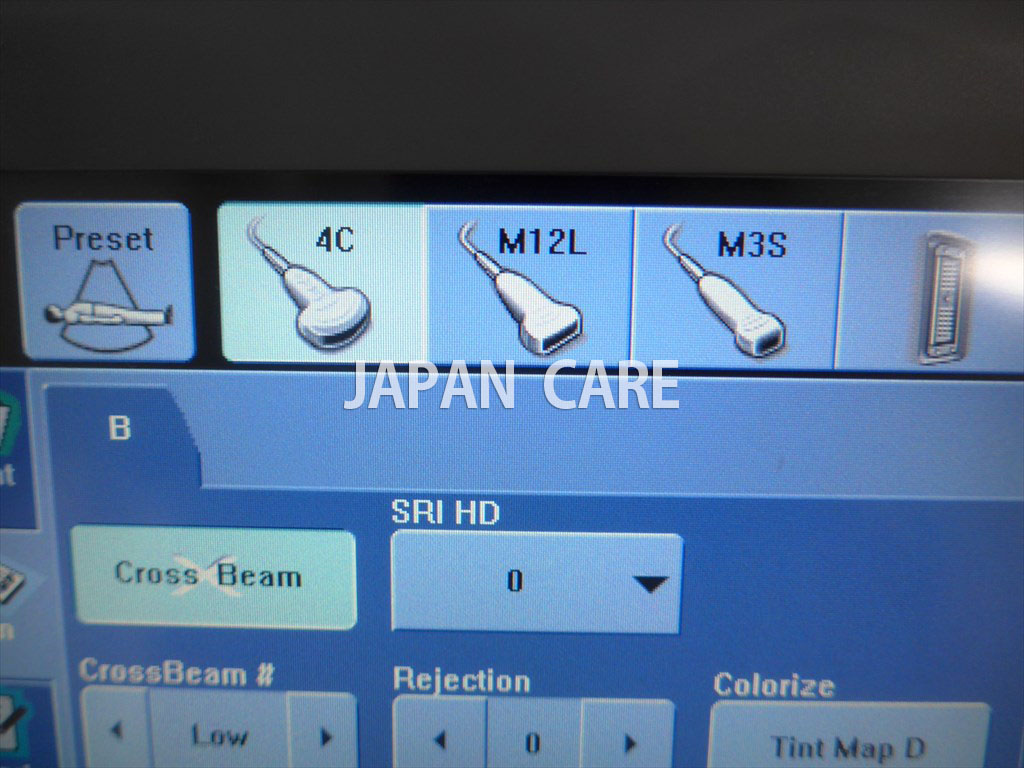 Preset
4C
M12L
M3S
JAPAN CARE
B
SRI HD
Cross Beam
0
CrossBeam #
Rejection
Colorize
Low
0
Tint Map D